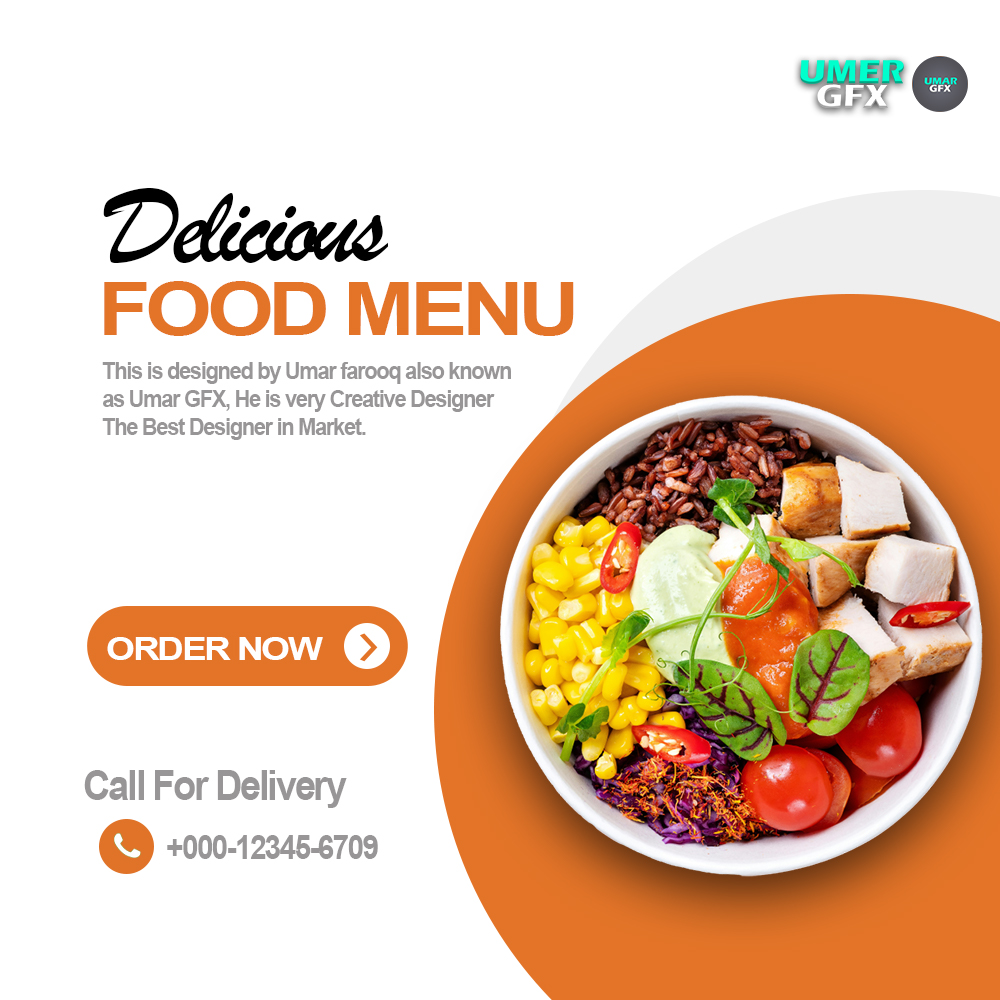 UMER
GFX
UMAR
GFX
Delicious
FOOD MENU
This is designed by Umar farooq also known
as Umar GFX, He is very Creative Designer
The Best Designer in Market.
ORDER NOW
Call For Delivery
+000-12345-6709